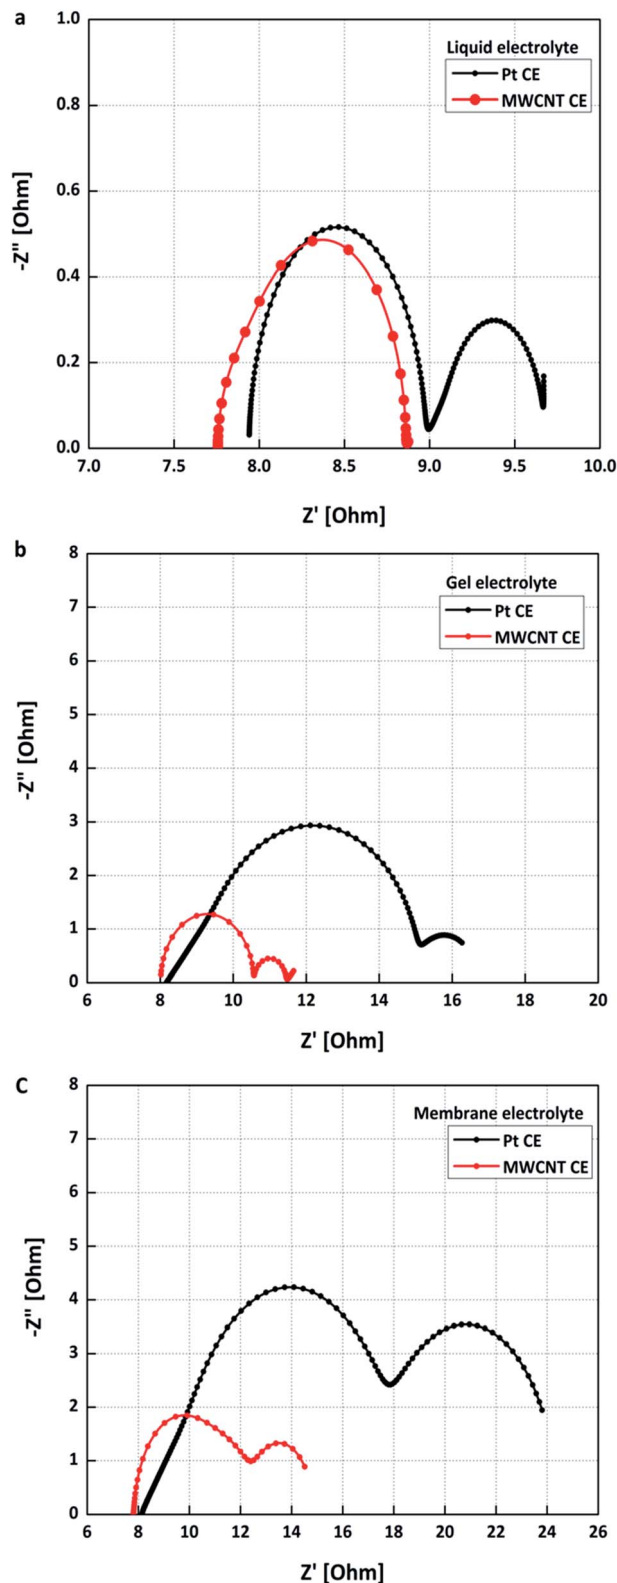 a
1.0
Liquid electrolyte
Pt CE
MWCNT CE
0.8
0.6
-Z" [Ohm]
0.4
0.2
0.0
7.0 7.5 8.0 8.5 9.0 9.5 10.0
Z' [Ohm]
b
8
Gel electrolyte
Pt CE
MWCNT CE
7
6
5
-Z" [Ohm]
4
3
2
1
0
6 8 10 12 14 16 18 20
Z' [Ohm]
C
8
Membrane electrolyte
Pt CE
MWCNT CE
7
6
5
-Z" [Ohm]
4
3
2
1
0
6 8 10 12 14 16 18 20 22 24 26
Z' [Ohm]